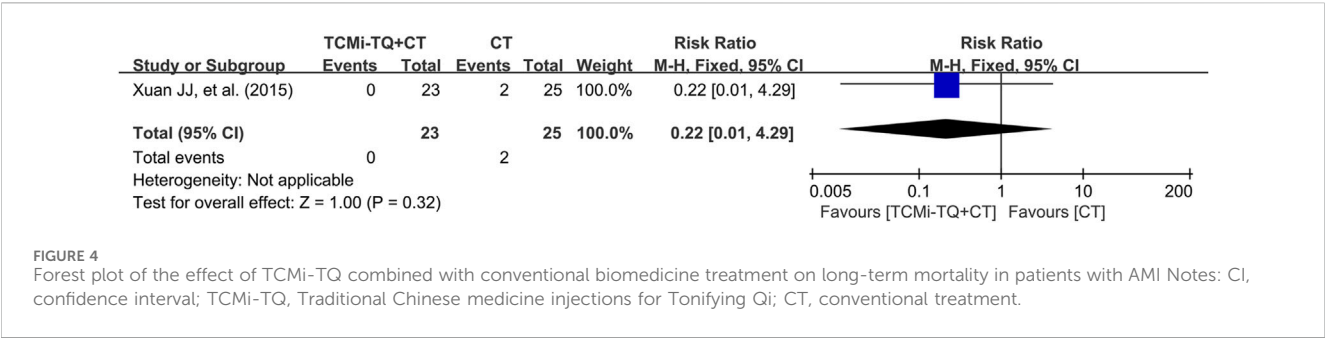 TCMi-TQ+CT CT Risk Ratio Risk Ratio
Study or Subgroup Events Total Events Total Weight M-H, Fixed, 95% CI M-H, Fixed, 95% CI
Xuan JJ, et al. (2015) 0 23 2 25 100.0% 0.22 [0.01, 4.29]
Total (95% CI) 23 25 100.0% 0.22 [0.01, 4.29]
Total events 0 2
Heterogeneity: Not applicable
Test for overall effect: Z = 1.00 (P = 0.32)
0.005 0.1 1 10 200
Favours [TCMi-TQ+CT] Favours [CT]
FIGURE 4
Forest plot of the effect of TCMi-TQ combined with conventional biomedicine treatment on long-term mortality in patients with AMI Notes: CI,
confidence interval; TCMi-TQ, Traditional Chinese medicine injections for Tonifying Qi; CT, conventional treatment.